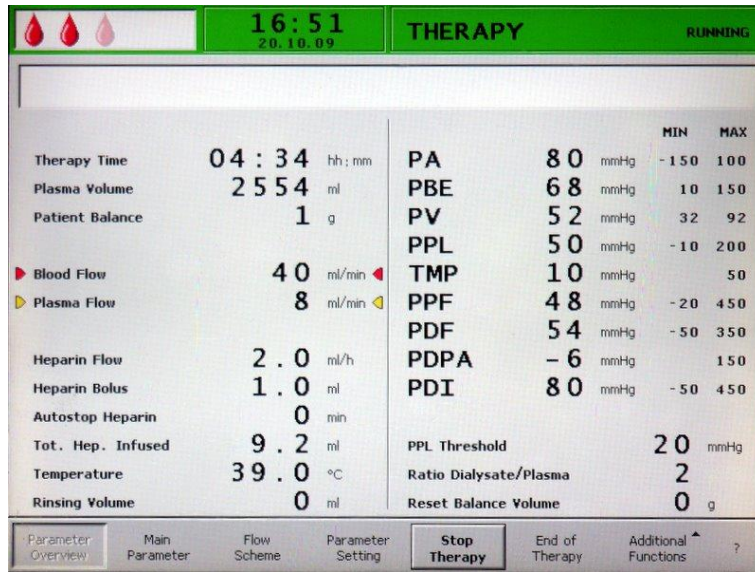 16:51
20.10.09
THERAPY
RUNNING
MIN MAX
Therapy Time 04:34 hh:mm
Plasma Volume 2554 ml
Patient Balance 1 g
Blood Flow 40 ml/min
Plasma Flow 8 ml/min
Heparin Flow 2.0 ml/h
Heparin Bolus 1.0 ml
Autostop Heparin 0 min
Tot. Hep. Infused 9.2 ml
Temperature 39.0 °C
Rinsing Volume 0 ml
PA 80 mmHg -150 100
PBE 68 mmHg 10 150
PV 52 mmHg 32 92
PPL 50 mmHg -10 200
TMP 10 mmHg 50
PPF 48 mmHg -20 450
PDF 54 mmHg -50 350
PDPA -6 mmHg 150
PDI 80 mmHg -50 450
PPL Threshold 20 mmHg
Ratio Dialysate/Plasma 2
Reset Balance Volume 0 g
Parameter
Overview
Main
Parameter
Flow
Scheme
Parameter
Setting
Stop
Therapy
End of
Therapy
Additional
Functions
?